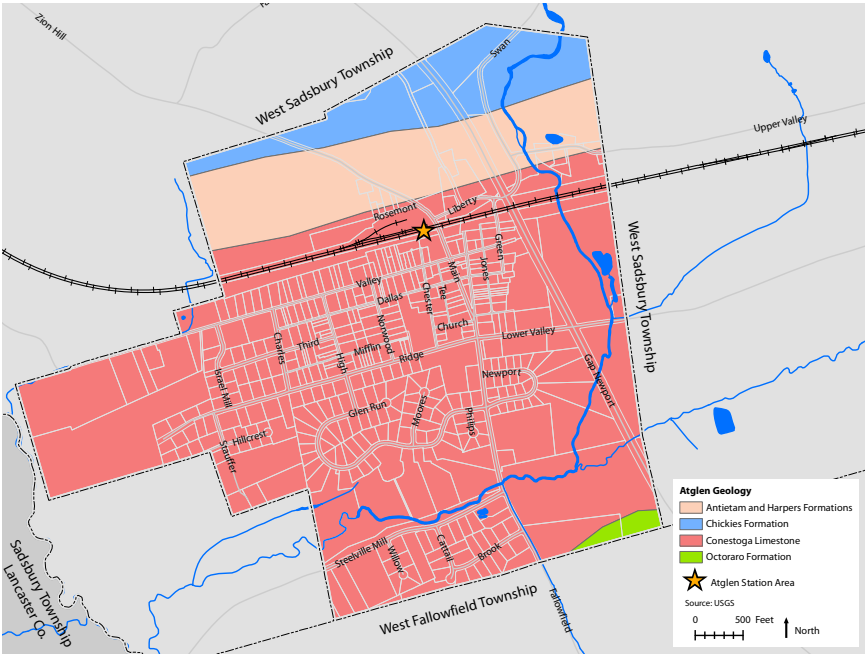 Zion Hill
Swan
West Sadsbury Township
Upper Valley
Rosemont
Liberty
Green
West Sadsbury Township
Main
Jones
Valley
Dallas
Chester
Tee
Norwood
Church
Lower Valley
Charles
Third
High
Mifflin
Ridge
Gap Newport
Israel Mill
Newport
Glen Run
Moores
Philips
Hillcrest
Stauffer
Steelville Mill
Willow
Cattail
Brook
Sadsbury Township
Lancaster Co.
West Fallowfield Township
Fallowfield
Atglen Geology
Antietam and Harpers Formations
Chickies Formation
Conestoga Limestone
Octoraro Formation
Atglen Station Area
Source: USGS
0 500 Feet
North